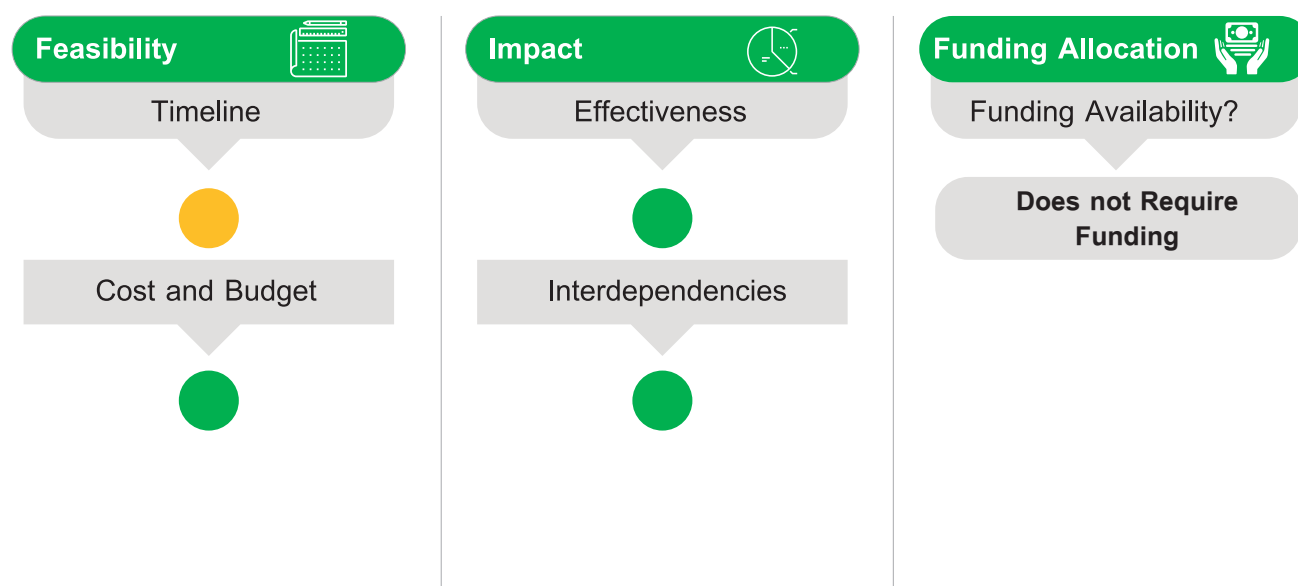 Feasibility
Timeline
Cost and Budget
Impact
Effectiveness
Interdependencies
Funding Allocation
Funding Availability?
Does not Require
Funding